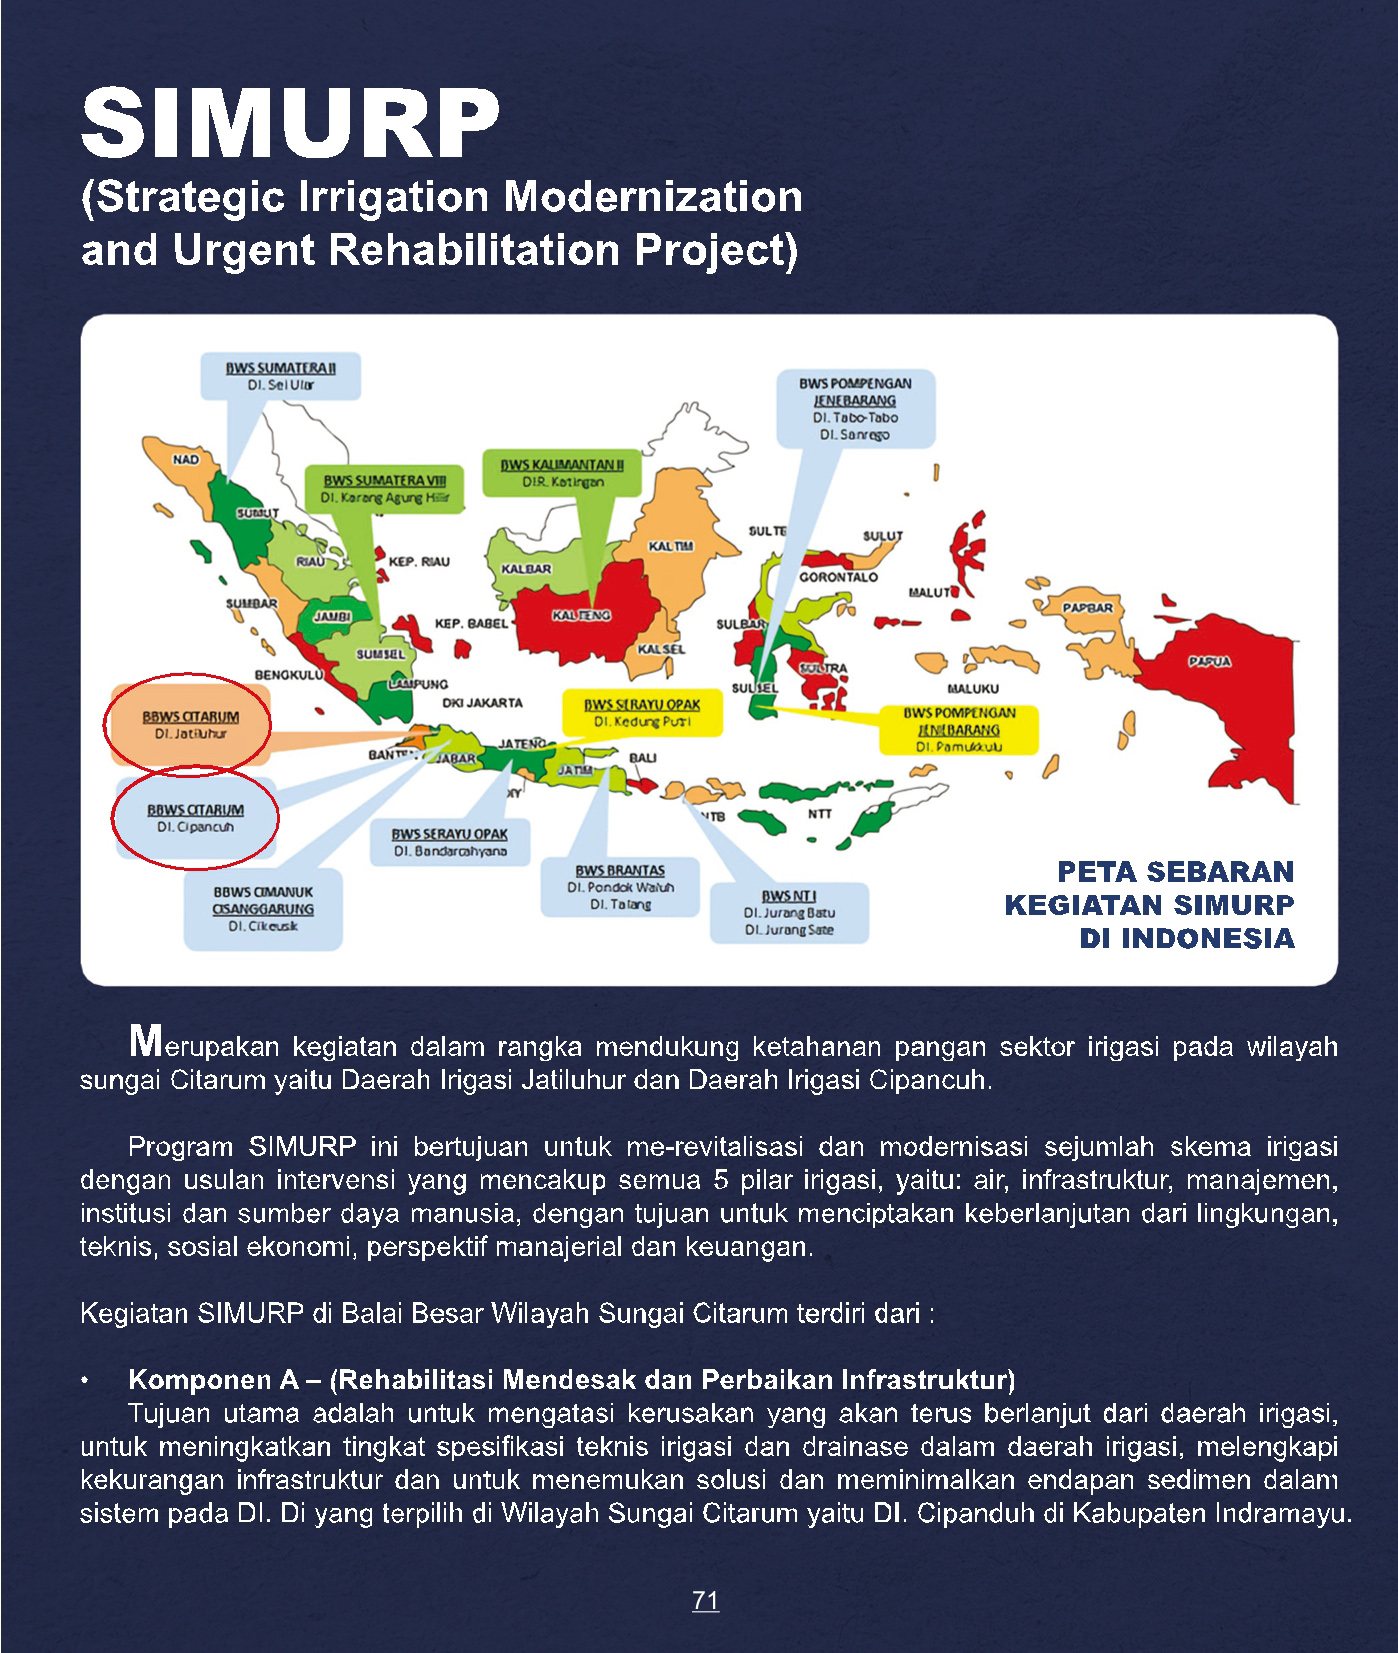 SIMURP
(Strategic Irrigation Modernization
and Urgent Rehabilitation Project)
BWS SUMATERA II
DI. Sei Ular
BWS POMPENGAN
JENEBARANG
DI. Tabo-Tabo
DI. Sanrego
BWS SUMATERA VIII
DI. Karang Agung Hilir
BWS KALIMANTAN II
DIR. Katingan
NAD
SUMUT
RIAU
KEP. RIAU
KALBAR
KALTIM
SULTE
SULUT
GORONTALO
MALUT
SUMBAR
JAMBI
KEP. BABEL
KALTENG
SULBAR
PAPBAR
SUMSEL
KALSEL
SULTRA
PAPUA
BENGKULU
LAMPUNG
SULSEL
MALUKU
DKI JAKARTA
BBWS CITARUM
DI. Jatiluhur
BWS SERAYU OPAK
DI. Kedung Putri
BWS POMPENGAN
JENEBARANG
DI. Pamukkulu
JATENG
JABAR
JATIM
BALI
BBWS CITARUM
DI. Cipancuh
NTT
BWS SERAYU OPAK
DI. Bandarcahyana
BBWS CIMANUK
CISANGGARUNG
DI. Cikeusik
BWS BRANTAS
DI. Pondok Waluh
DI. Talang
BWS NT I
DI. Jurang Batu
DI. Jurang Sate
PETA SEBARAN
KEGIATAN SIMURP
DI INDONESIA
Merupakan kegiatan dalam rangka mendukung ketahanan pangan sektor irigasi pada wilayah
sungai Citarum yaitu Daerah Irigasi Jatiluhur dan Daerah Irigasi Cipancuh.
Program SIMURP ini bertujuan untuk me-revitalisasi dan modernisasi sejumlah skema irigasi
dengan usulan intervensi yang mencakup semua 5 pilar irigasi, yaitu: air, infrastruktur, manajemen,
institusi dan sumber daya manusia, dengan tujuan untuk menciptakan keberlanjutan dari lingkungan,
teknis, sosial ekonomi, perspektif manajerial dan keuangan.
Kegiatan SIMURP di Balai Besar Wilayah Sungai Citarum terdiri dari :
• Komponen A – (Rehabilitasi Mendesak dan Perbaikan Infrastruktur)
Tujuan utama adalah untuk mengatasi kerusakan yang akan terus berlanjut dari daerah irigasi,
untuk meningkatkan tingkat spesifikasi teknis irigasi dan drainase dalam daerah irigasi, melengkapi
kekurangan infrastruktur dan untuk menemukan solusi dan meminimalkan endapan sedimen dalam
sistem pada DI. Di yang terpilih di Wilayah Sungai Citarum yaitu DI. Cipanduh di Kabupaten Indramayu.
71